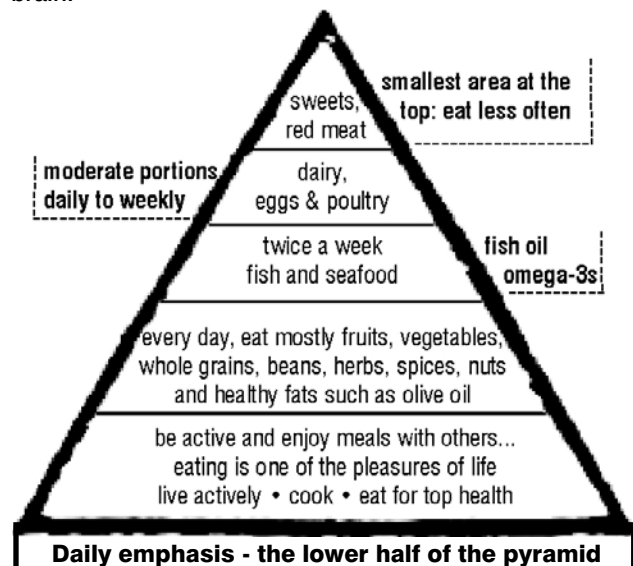 sweets,
red meat
smallest area at the
top: eat less often
moderate portions
daily to weekly
dairy,
eggs & poultry
twice a week
fish and seafood
fish oil
omega-3s
every day, eat mostly fruits, vegetables,
whole grains, beans, herbs, spices, nuts
and healthy fats such as olive oil
be active and enjoy meals with others...
eating is one of the pleasures of life
live actively • cook • eat for top health
Daily emphasis - the lower half of the pyramid